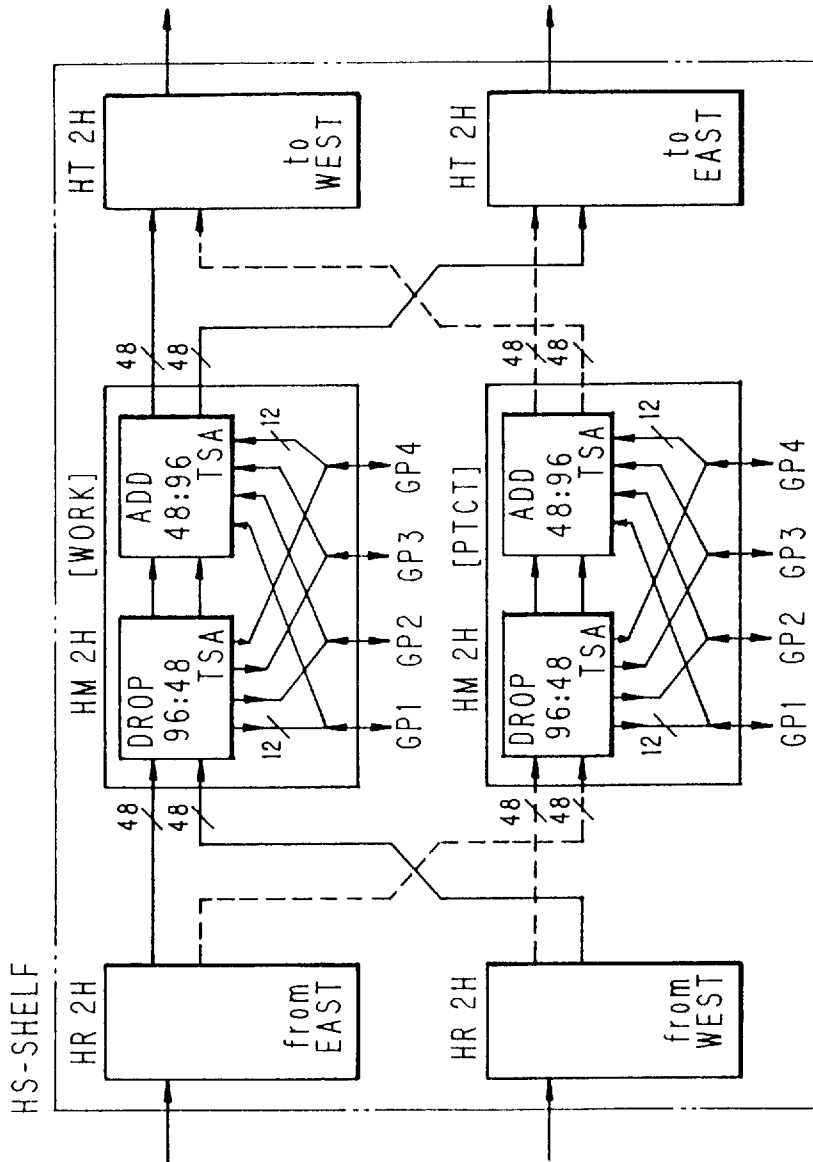 HS-SHELF
HR 2H
from
EAST
48
48
HM 2H [WORK]
DROP
96:48
TSA
12
ADD
48:96
TSA
12
GP1 GP2 GP3 GP4
48
48
HT 2H
to
WEST
HR 2H
from
WEST
48
48
HM 2H [PTCT]
DROP
96:48
TSA
12
ADD
48:96
TSA
12
GP1 GP2 GP3 GP4
48
48
HT 2H
to
EAST